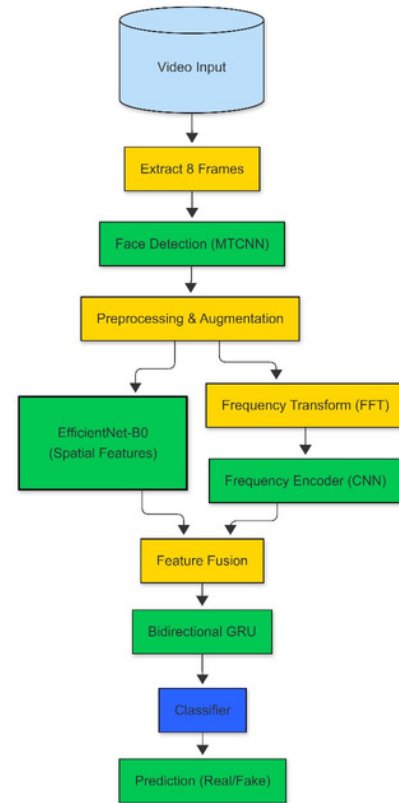 Video Input
Extract 8 Frames
Face Detection (MTCNN)
Preprocessing & Augmentation
EfficientNet-B0
(Spatial Features)
Frequency Transform (FFT)
Frequency Encoder (CNN)
Feature Fusion
Bidirectional GRU
Classifier
Prediction (Real/Fake)